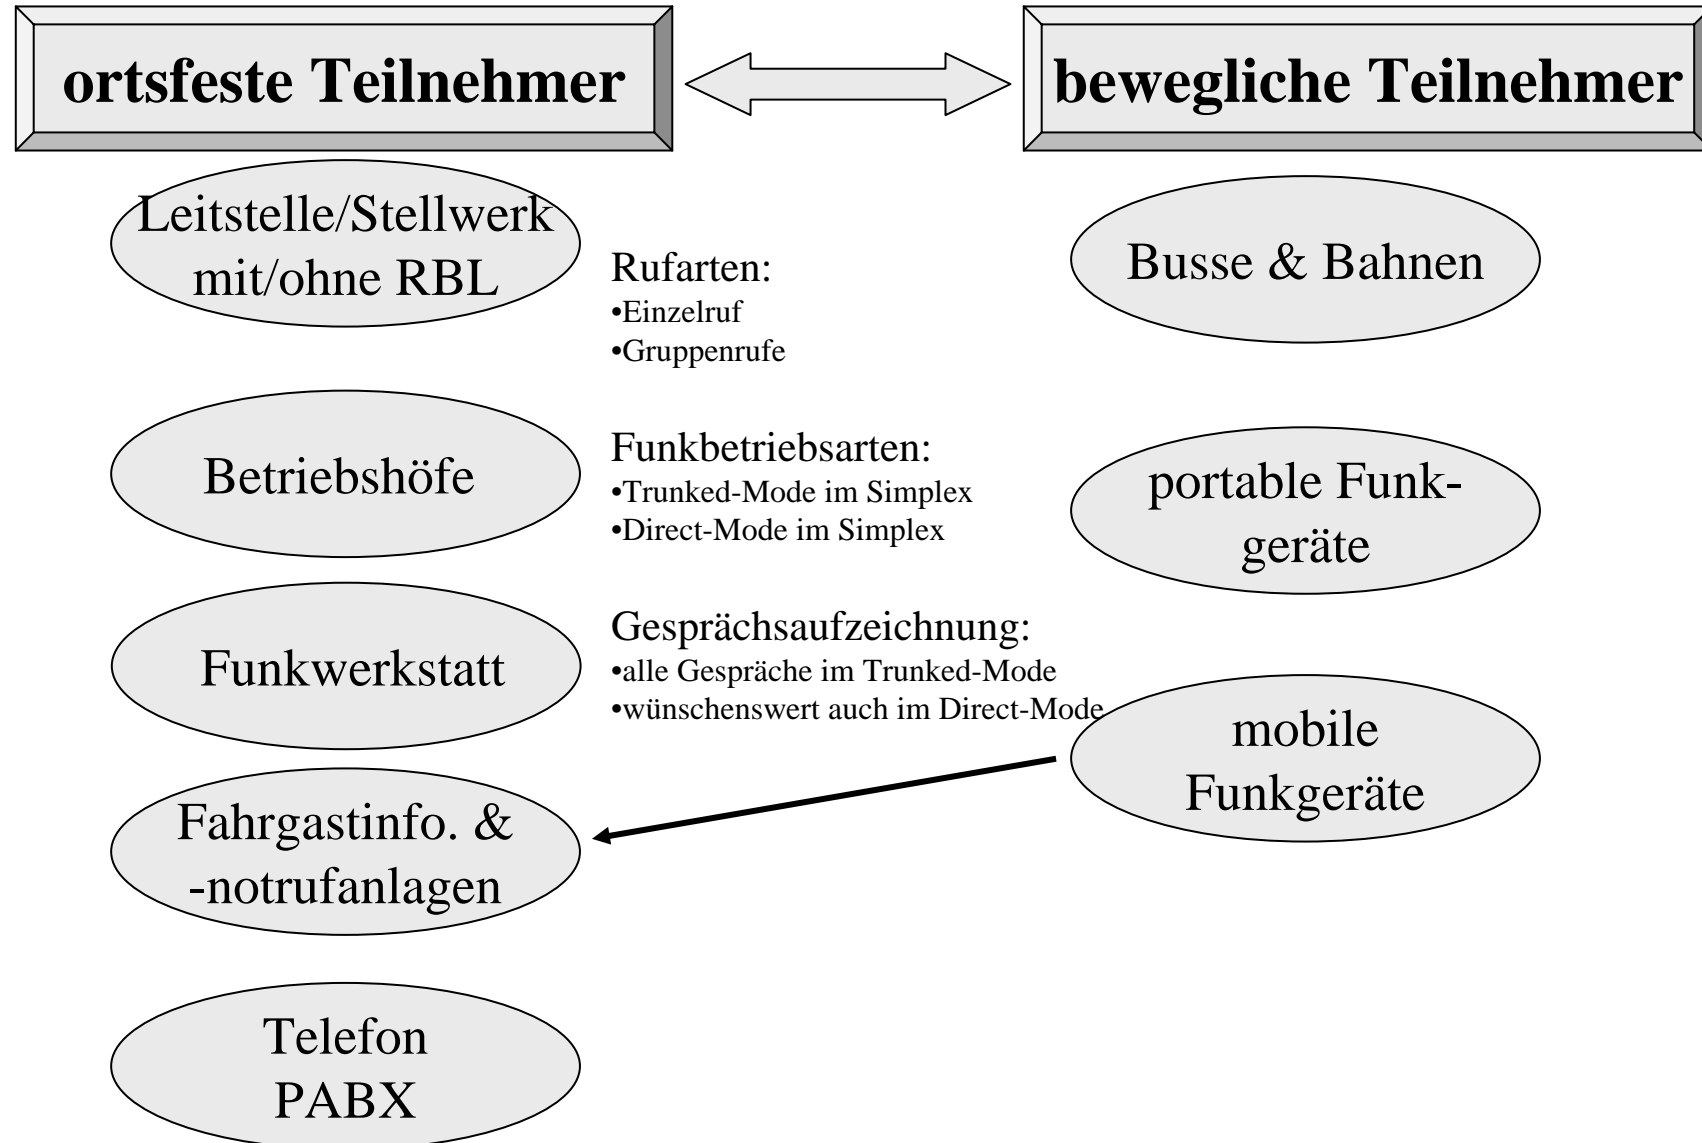 ortsfeste Teilnehmer
bewegliche Teilnehmer
Leitstelle/Stellwerk
mit/ohne RBL
Betriebshöfe
Funkwerkstatt
Fahrgastinfo. &
-notrufanlagen
Telefon
PABX
Rufarten:
•Einzelruf
•Gruppenrufe
Funkbetriebsarten:
•Trunked-Mode im Simplex
•Direct-Mode im Simplex
Gesprächsaufzeichnung:
•alle Gespräche im Trunked-Mode
•wünschenswert auch im Direct-Mode
Busse & Bahnen
portable Funk-
geräte
mobile
Funkgeräte